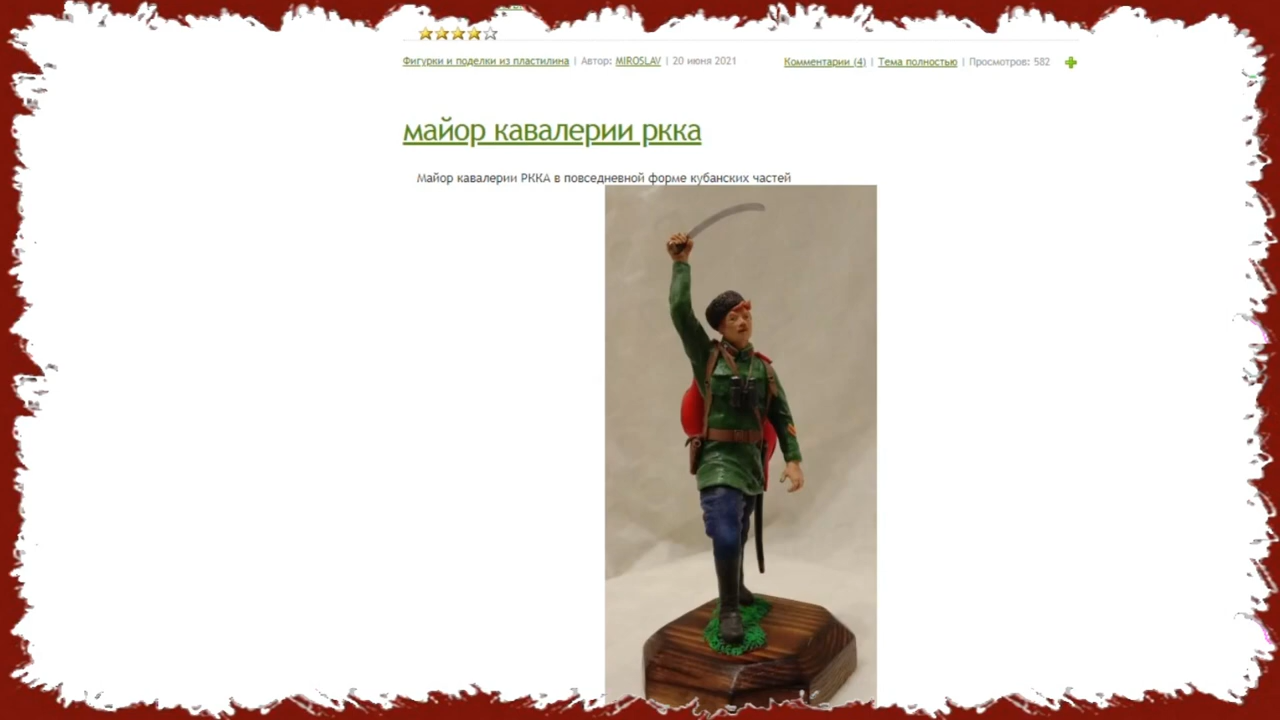 Фигурки и поделки из пластилина | Автор: MIROSLAV | 20 июня 2021 Комментарии (4) | Тема полностью | Просмотров: 582
майор кавалерии ркка
Майор кавалерии РККА в повседневной форме кубанских частей